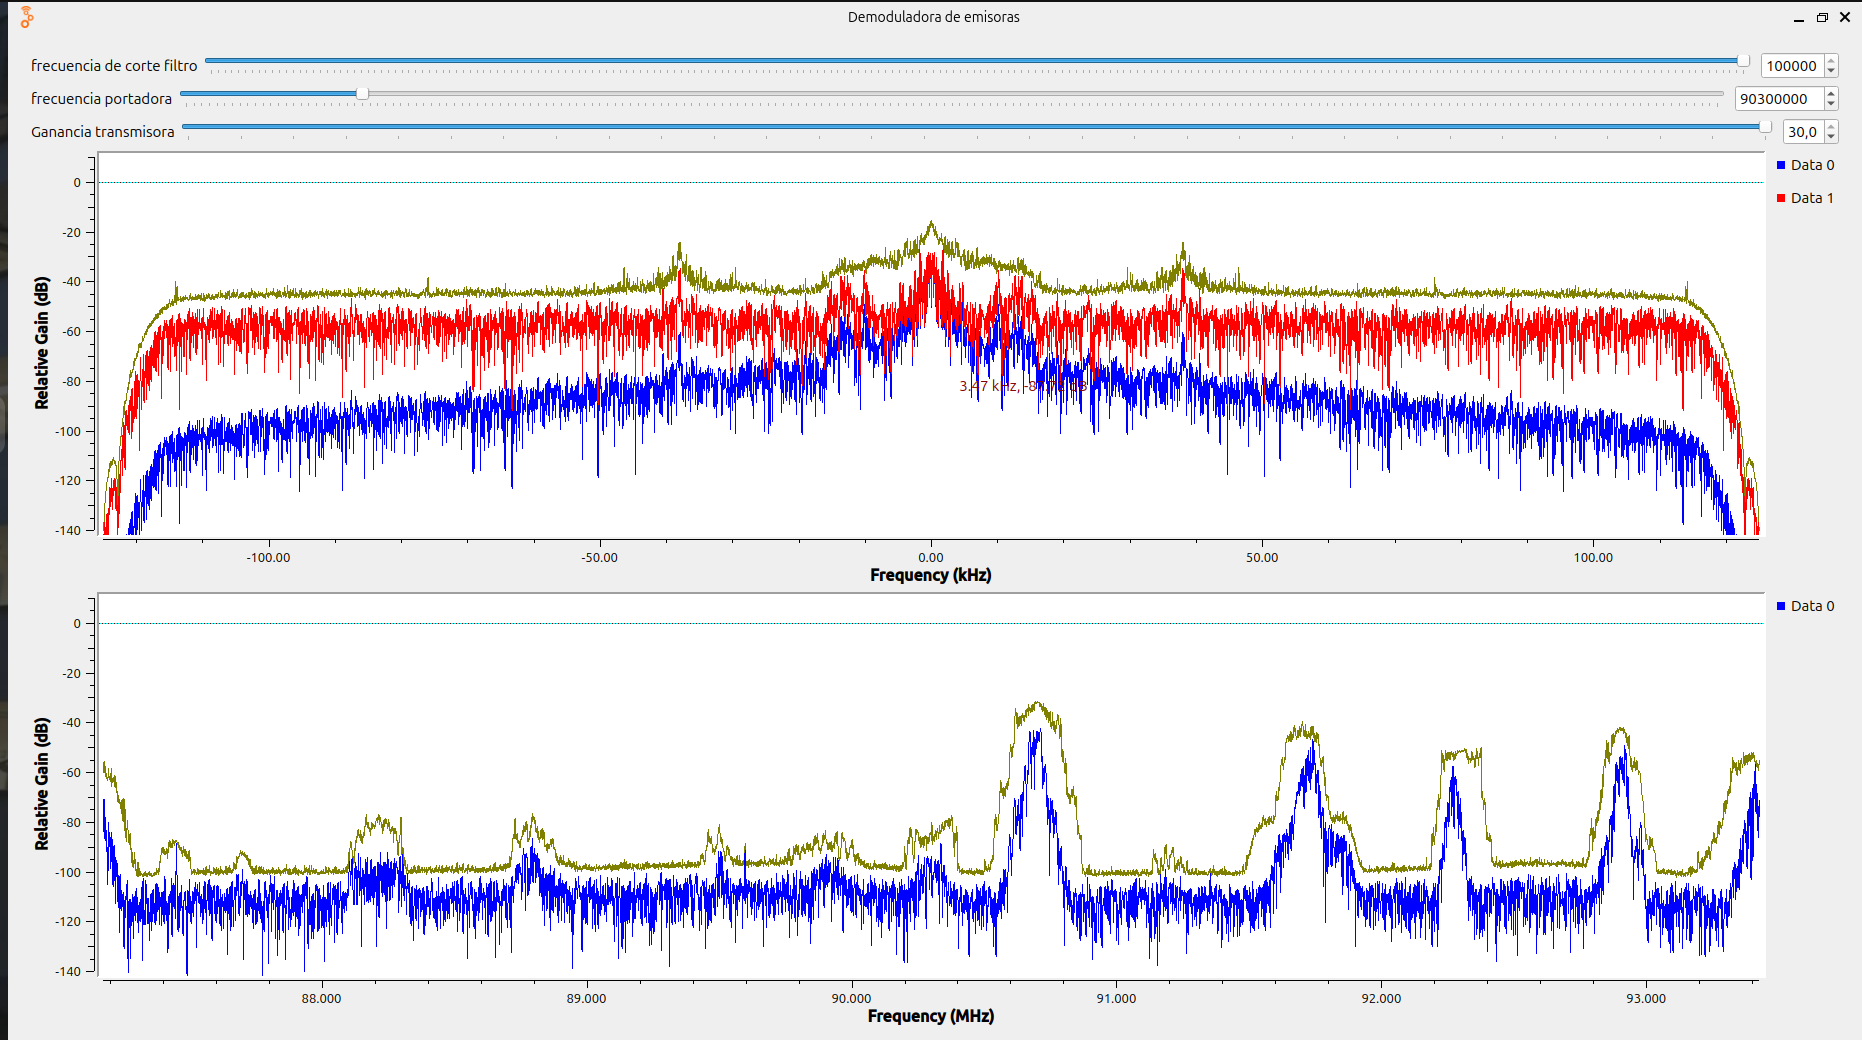 Demoduladora de emisoras
frecuencia de corte filtro 100000
frecuencia portadora 90300000
Ganancia transmisora 30,0
Data 0
Data 1
Relative Gain (dB)
0
-20
-40
-60
-80
-100
-120
-140
3.47 kHz,
-100.00 -50.00 0.00 50.00 100.00
Frequency (kHz)
Data 0
Relative Gain (dB)
0
-20
-40
-60
-80
-100
-120
-140
88.000 89.000 90.000 91.000 92.000 93.000
Frequency (MHz)